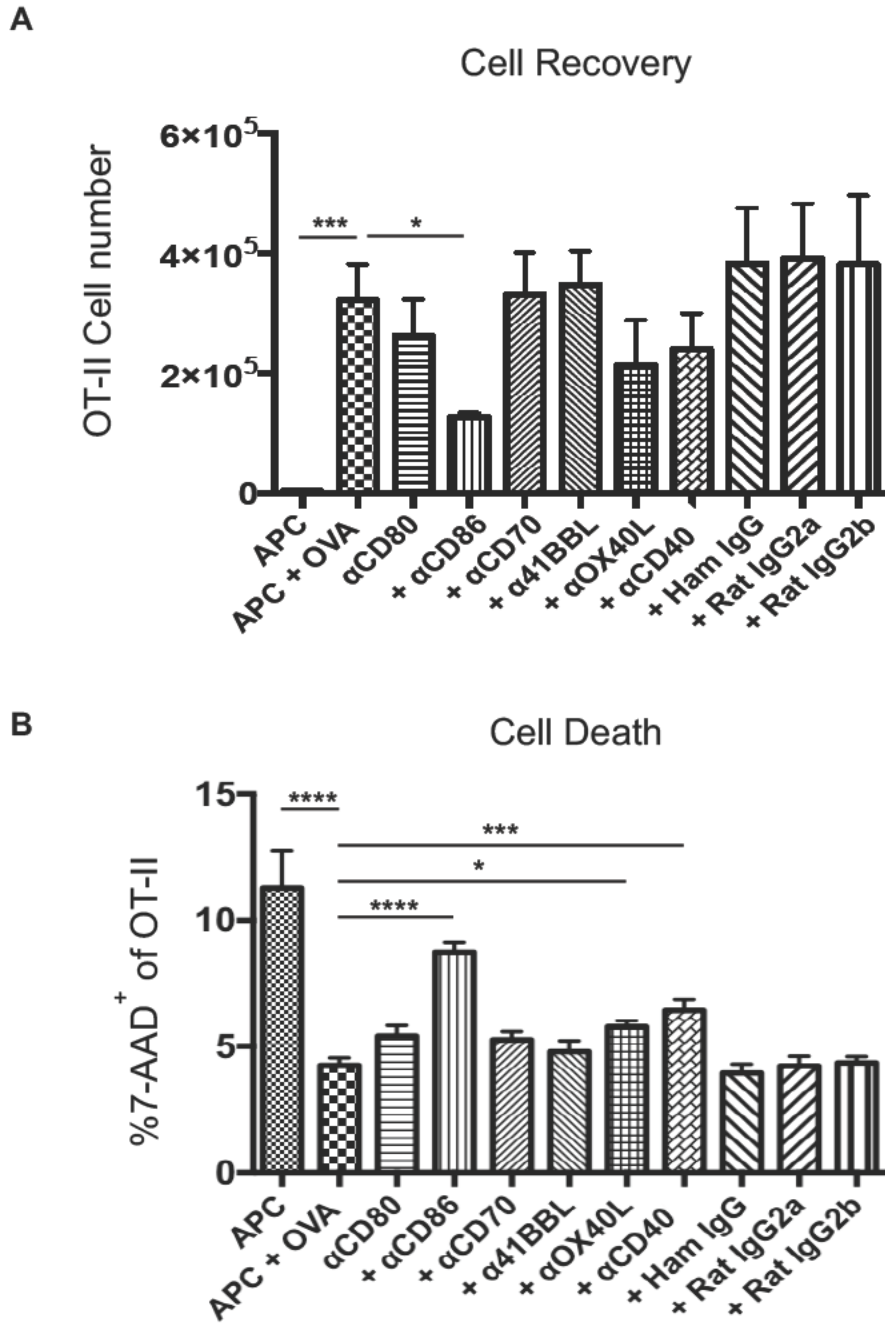 A
Cell Recovery
OT-II Cell number
6×10⁵
4×10⁵
2×10⁵
0
***
*
APC
APC + OVA
αCD80
+ αCD86
+ αCD70
+ α41BBL
+ αOX40L
+ αCD40
+ Ham IgG
+ Rat IgG2a
+ Rat IgG2b
B
Cell Death
%7-AAD⁺ of OT-II
15
10
5
0
****
***
*
****
APC
APC + OVA
αCD80
+ αCD86
+ αCD70
+ α41BBL
+ αOX40L
+ αCD40
+ Ham IgG
+ Rat IgG2a
+ Rat IgG2b